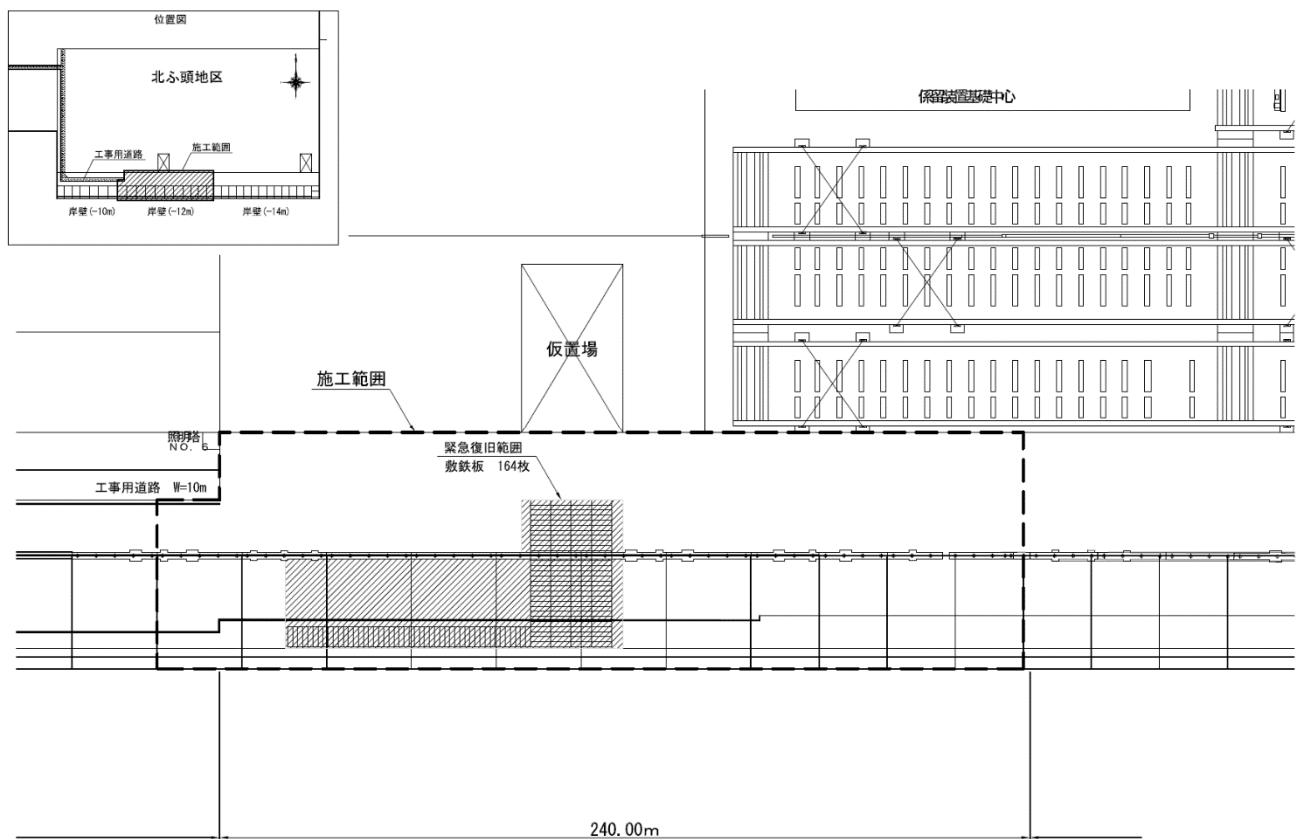 位置図
北ふ頭地区
工事用道路
施工範囲
岸壁(-10m)
岸壁(-12m)
岸壁(-14m)
係留装置基礎中心
仮置場
施工範囲
照明塔
NO. 6
緊急復旧範囲
敷鉄板 164枚
工事用道路 W=10m
240.00m